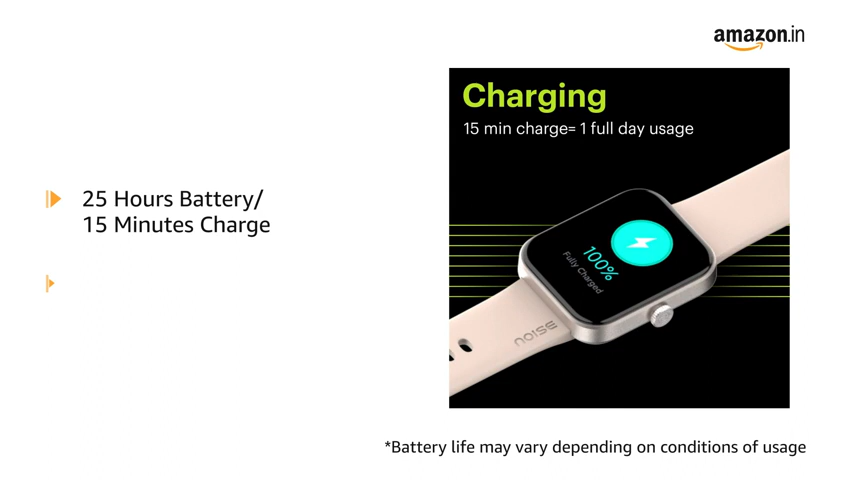 amazon.in
Charging
15 min charge= 1 full day usage
25 Hours Battery/
15 Minutes Charge
100%
Fully Charged
noise
*Battery life may vary depending on conditions of usage